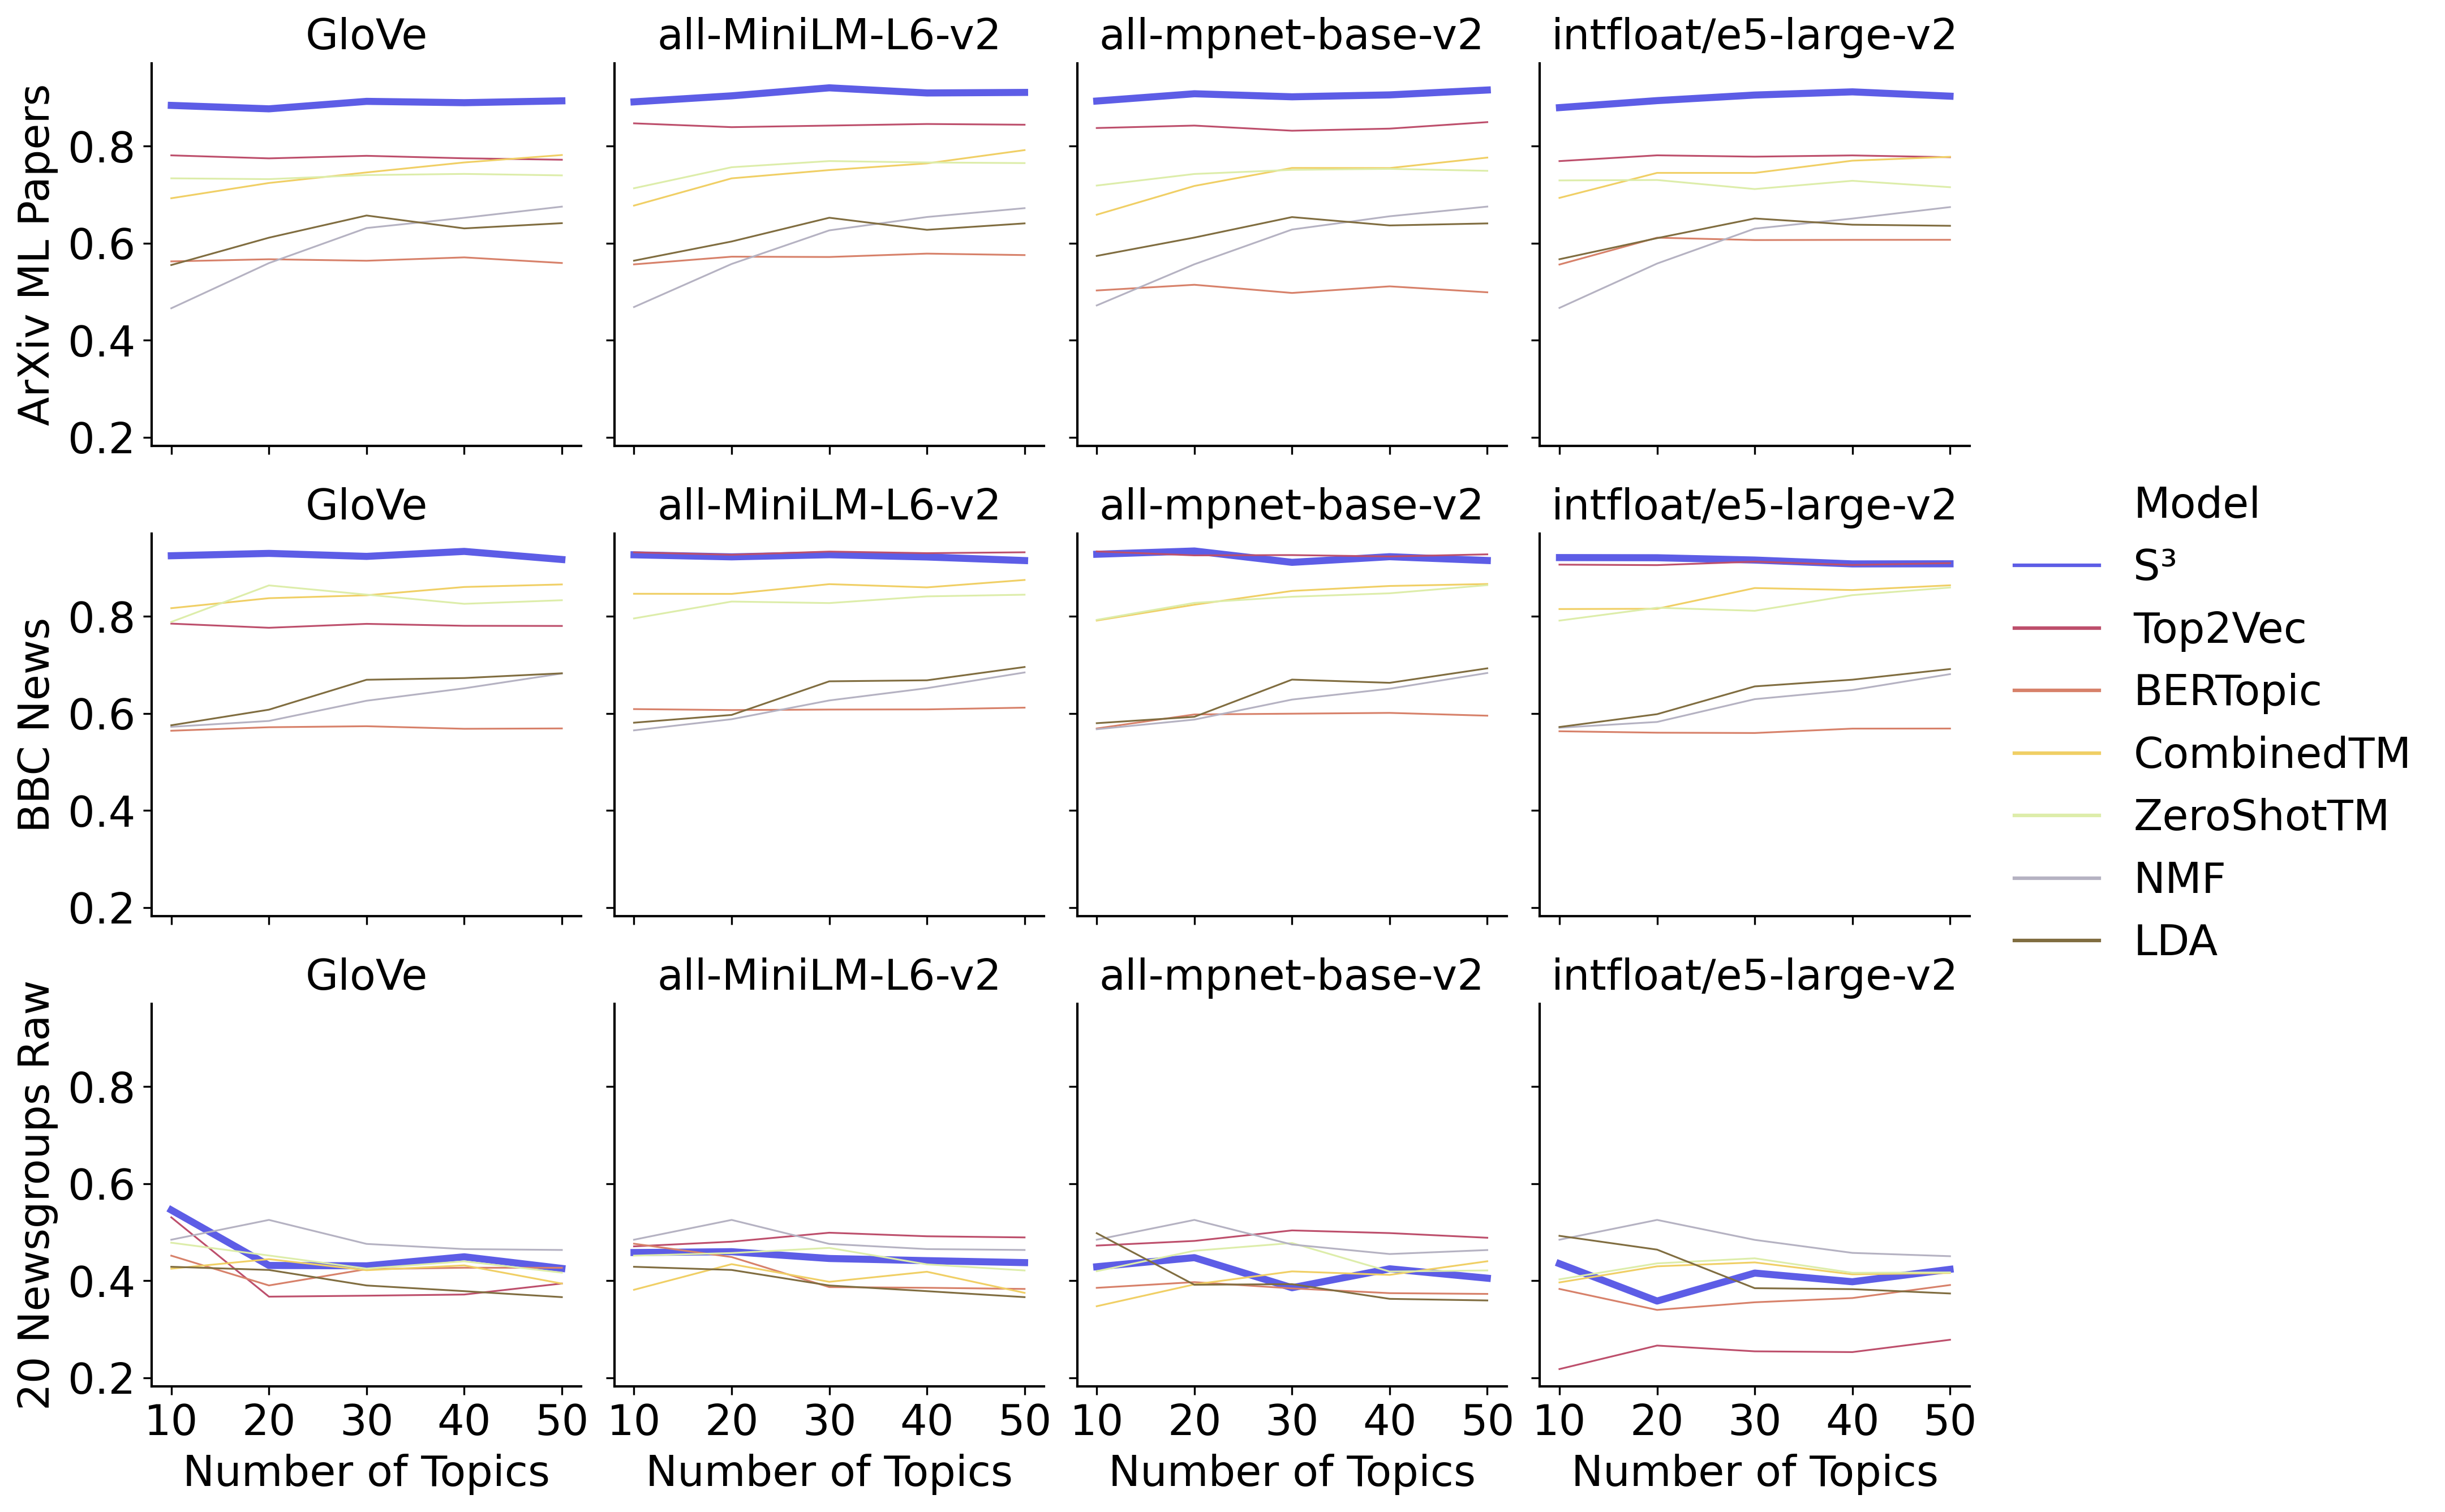 GloVe
all-MiniLM-L6-v2
all-mpnet-base-v2
intfloat/e5-large-v2
ArXiv ML Papers
0.8
0.6
0.4
0.2
GloVe
all-MiniLM-L6-v2
all-mpnet-base-v2
intfloat/e5-large-v2
BBC News
0.8
0.6
0.4
0.2
GloVe
all-MiniLM-L6-v2
all-mpnet-base-v2
intfloat/e5-large-v2
20 Newsgroups Raw
0.8
0.6
0.4
0.2
10 20 30 40 50
10 20 30 40 50
10 20 30 40 50
10 20 30 40 50
Number of Topics
Number of Topics
Number of Topics
Number of Topics
Model
S³
Top2Vec
BERTopic
CombinedTM
ZeroShotTM
NMF
LDA